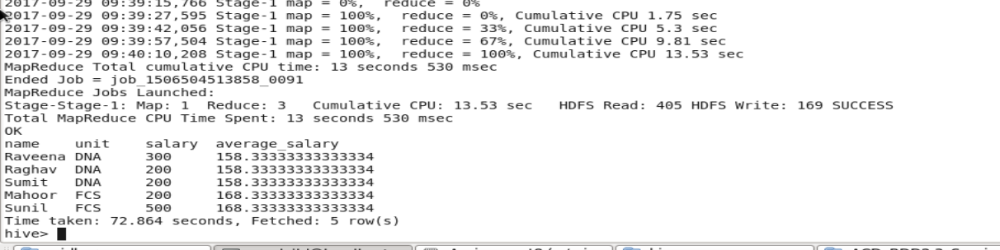 2017-09-29 09:39:15,766 Stage-1 map = 0%,  reduce = 0%
2017-09-29 09:39:27,595 Stage-1 map = 100%,  reduce = 0%, Cumulative CPU 1.75 sec
2017-09-29 09:39:42,056 Stage-1 map = 100%,  reduce = 33%, Cumulative CPU 5.3 sec
2017-09-29 09:39:57,504 Stage-1 map = 100%,  reduce = 67%, Cumulative CPU 9.81 sec
2017-09-29 09:40:10,208 Stage-1 map = 100%,  reduce = 100%, Cumulative CPU 13.53 sec
MapReduce Total cumulative CPU time: 13 seconds 530 msec
Ended Job = job_1506504513858_0091
MapReduce Jobs Launched:
Stage-Stage-1: Map: 1  Reduce: 3   Cumulative CPU: 13.53 sec   HDFS Read: 405 HDFS Write: 169 SUCCESS
Total MapReduce CPU Time Spent: 13 seconds 530 msec
OK
name    unit    salary  average_salary
Raveena DNA     300     158.33333333333334
Raghav  DNA     200     158.33333333333334
Sumit   DNA     200     158.33333333333334
Mahoor  FCS     200     168.33333333333334
Sunil   FCS     500     168.33333333333334
Time taken: 72.864 seconds, Fetched: 5 row(s)
hive>